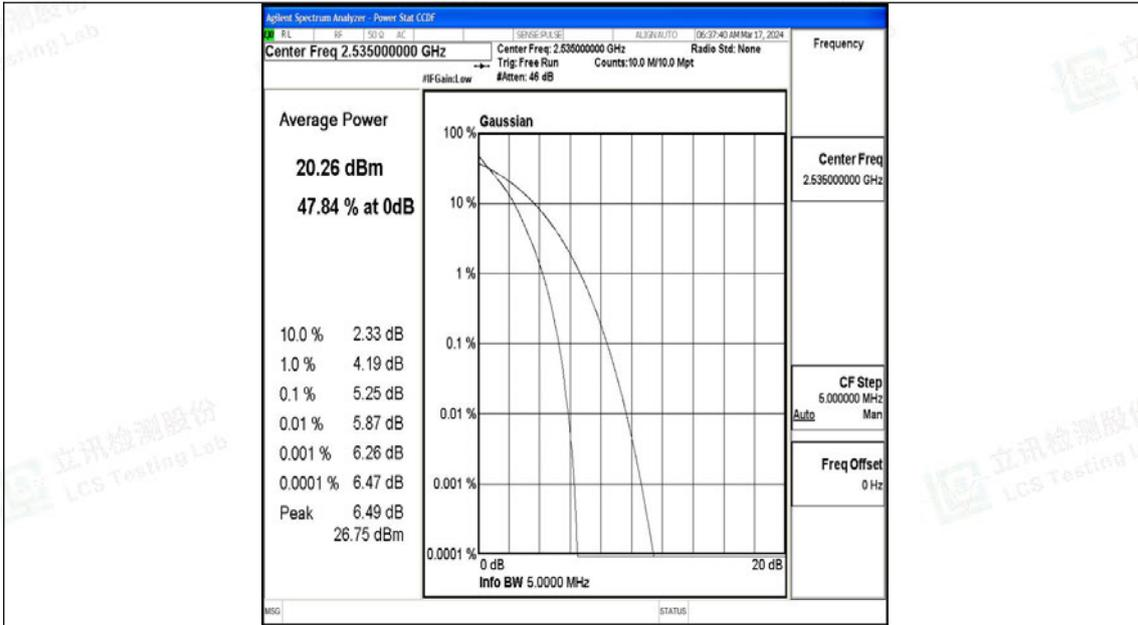 Agilent Spectrum Analyzer - Power Stat CCDF
RL RF 50 Ω AC SENSE:PULSE ALIGN AUTO 06:37:40 AM Mar 17, 2024
Center Freq 2.535000000 GHz
Center Freq: 2.535000000 GHz Radio Std: None
Trig: Free Run Counts:10.0 M/10.0 Mpt
#IFGain:Low #Atten: 46 dB
Frequency
Average Power
20.26 dBm
47.84 % at 0dB
10.0 % 2.33 dB
1.0 % 4.19 dB
0.1 % 5.25 dB
0.01 % 5.87 dB
0.001 % 6.26 dB
0.0001 % 6.47 dB
Peak 6.49 dB
26.75 dBm
Gaussian
100 %
10 %
1 %
0.1 %
0.01 %
0.001 %
0.0001 %
0 dB 20 dB
Info BW 5.0000 MHz
Center Freq
2.535000000 GHz
CF Step
5.000000 MHz
Auto Man
Freq Offset
0 Hz
MSG STATUS
立讯检测股份
LCS Testing Lab
立讯检测股
LCS Testing L